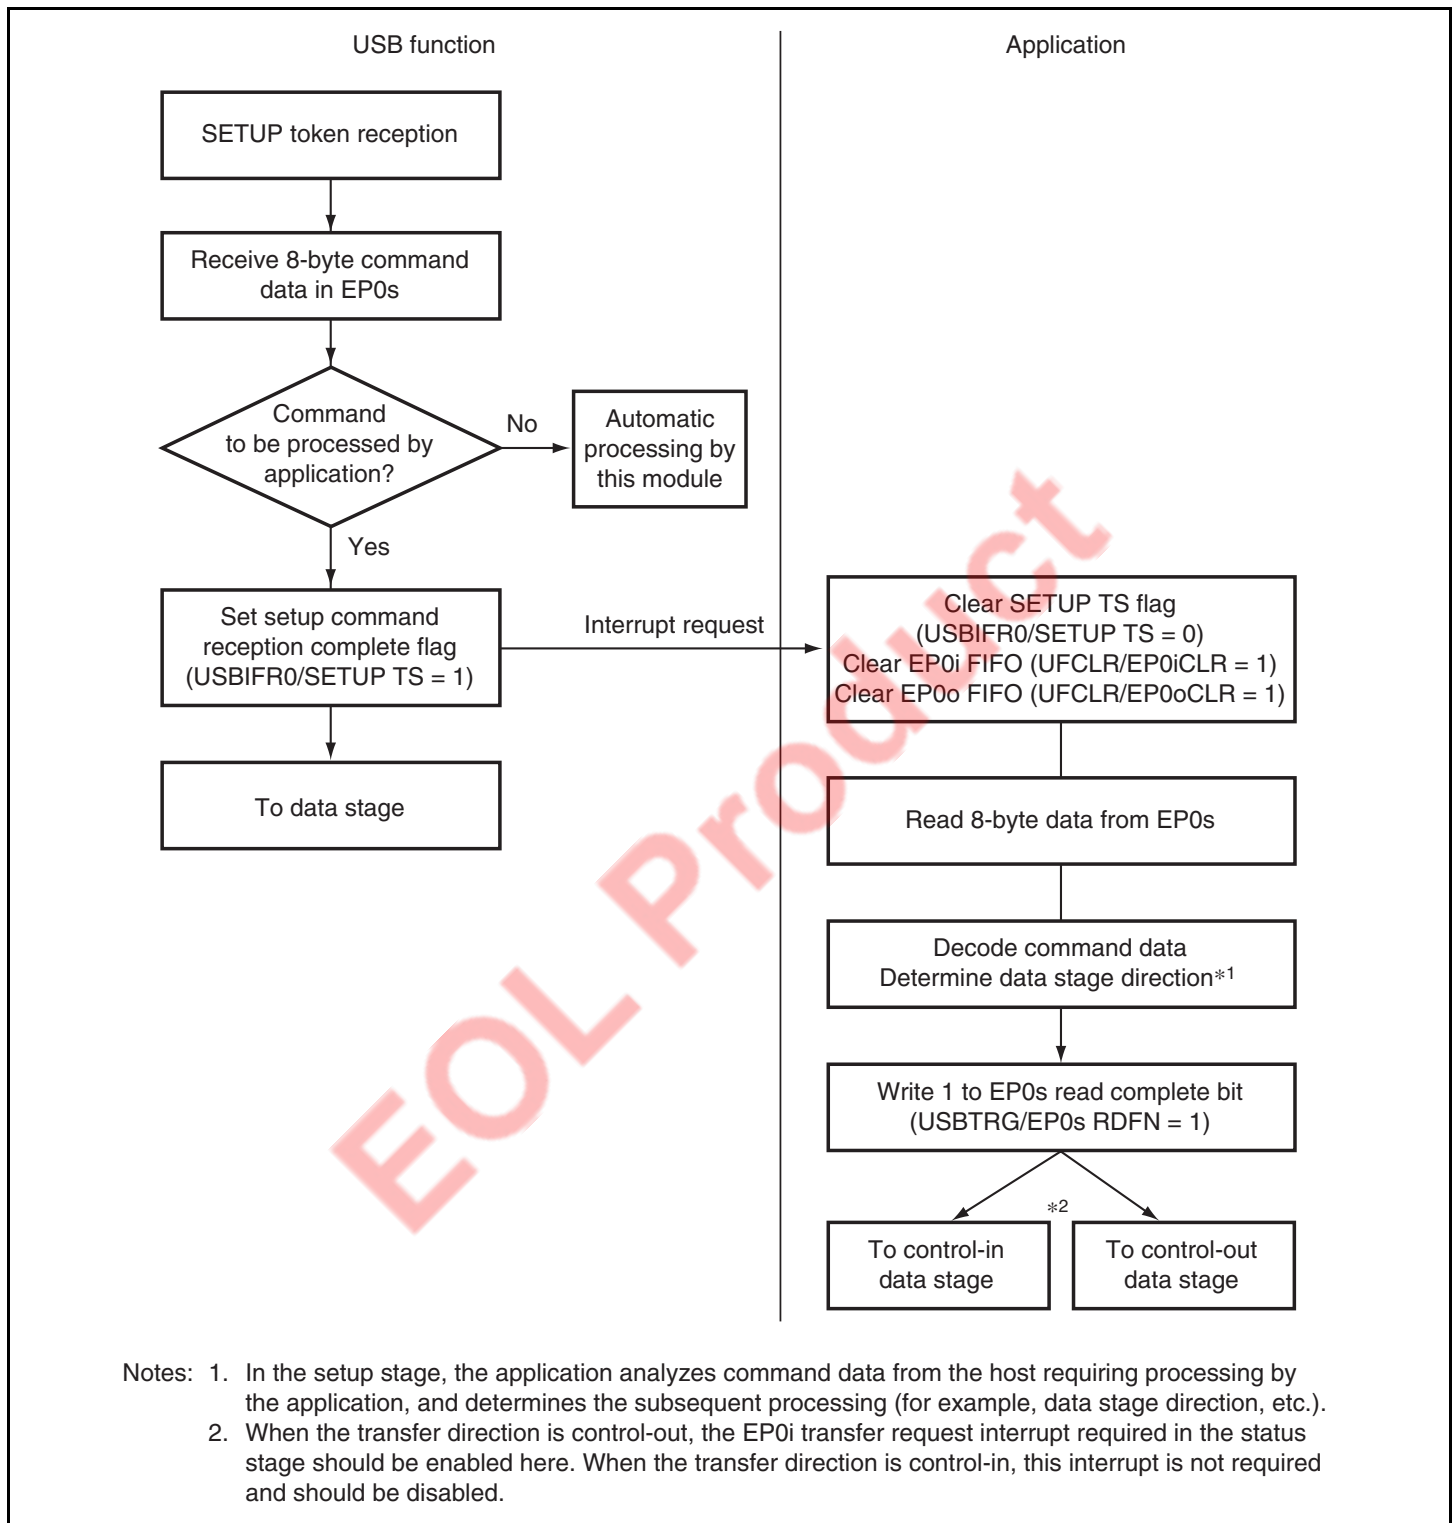 USB function
Application
SETUP token reception
Receive 8-byte command
data in EP0s
Command
to be processed by
application?
No
Automatic
processing by
this module
Yes
Set setup command
reception complete flag
(USBIFR0/SETUP TS = 1)
Interrupt request
To data stage
Clear SETUP TS flag
(USBIFR0/SETUP TS = 0)
Clear EP0i FIFO (UFCLR/EP0iCLR = 1)
Clear EP0o FIFO (UFCLR/EP0oCLR = 1)
Read 8-byte data from EP0s
Decode command data
Determine data stage direction*1
Write 1 to EP0s read complete bit
(USBTRG/EP0s RDFN = 1)
*2
To control-in
data stage
To control-out
data stage
EOL Product
Notes: 1. In the setup stage, the application analyzes command data from the host requiring processing by
the application, and determines the subsequent processing (for example, data stage direction, etc.).
2. When the transfer direction is control-out, the EP0i transfer request interrupt required in the status
stage should be enabled here. When the transfer direction is control-in, this interrupt is not required
and should be disabled.